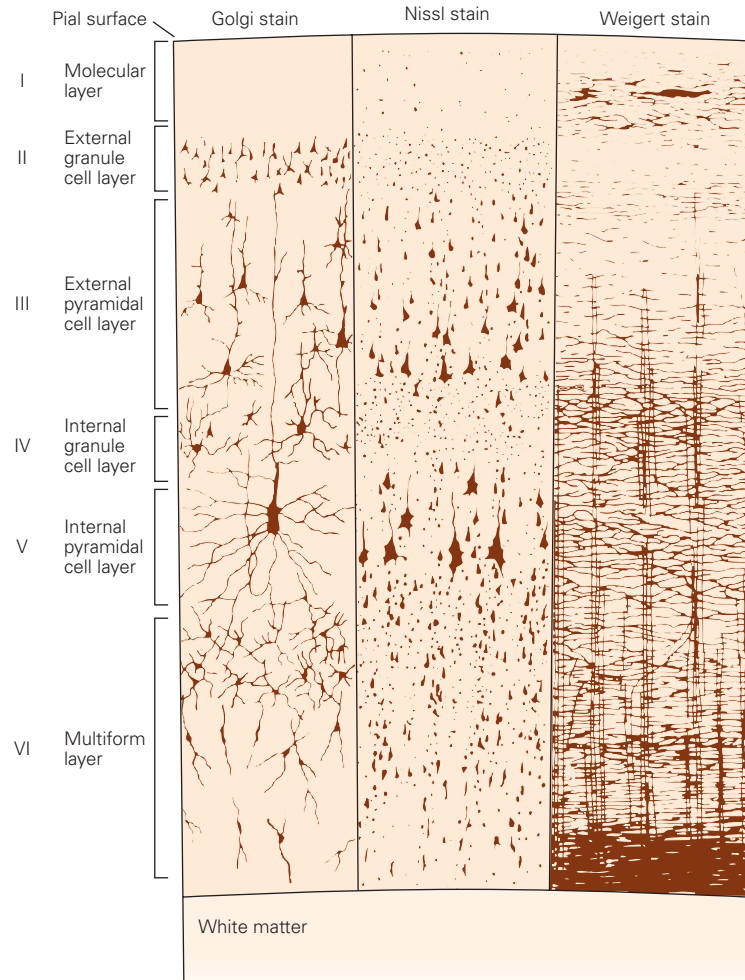 Pial surface
Golgi stain
Nissl stain
Weigert stain
I
Molecular
layer
II
External
granule
cell layer
III
External
pyramidal
cell layer
IV
Internal
granule
cell layer
V
Internal
pyramidal
cell layer
VI
Multiform
layer
White matter